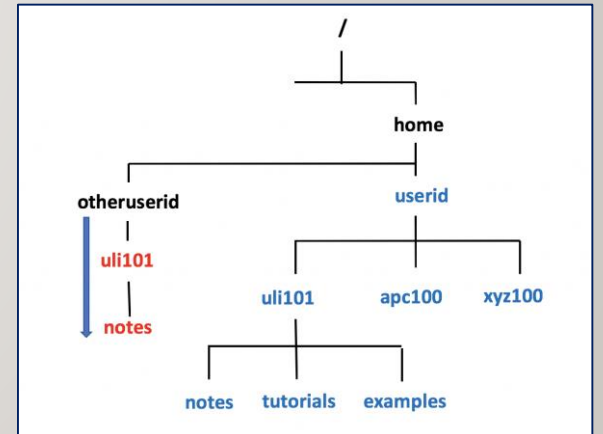 /
home
otheruserid
userid
uli101
uli101 apc100 xyz100
notes
notes tutorials examples